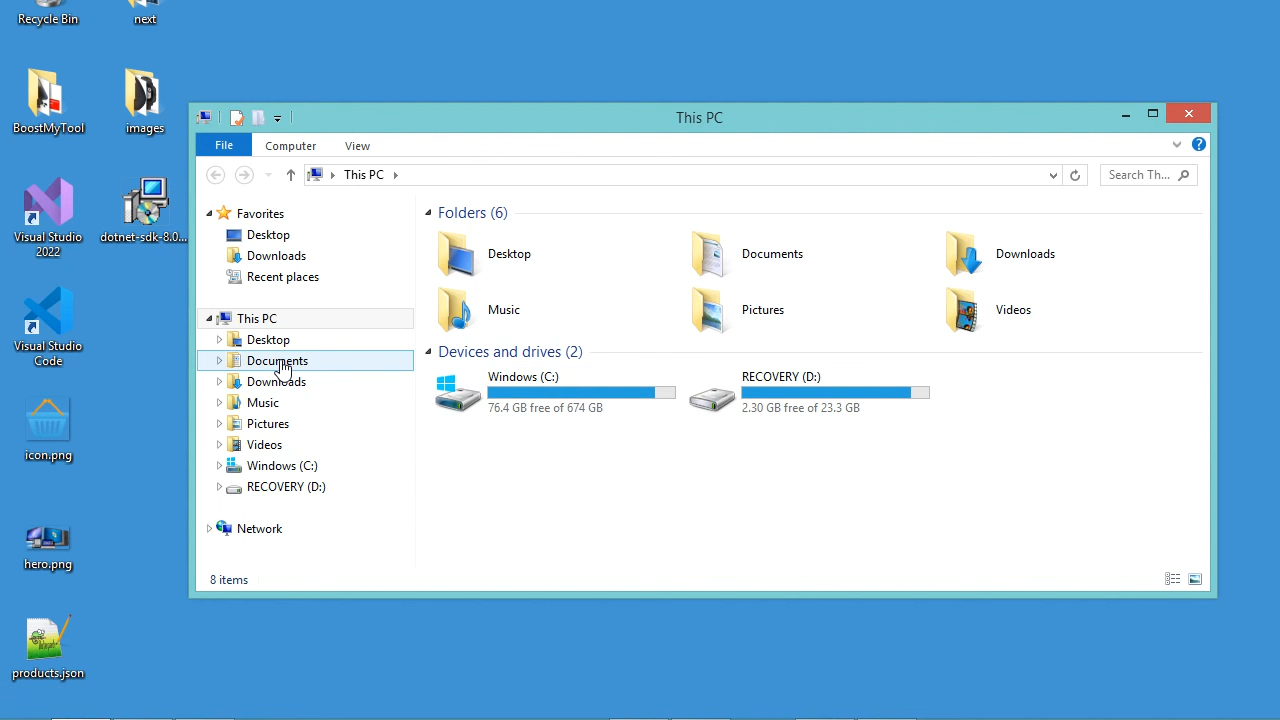 Recycle Bin
next
BoostMyTool
images
Visual Studio
2022
dotnet-sdk-8.0...
Visual Studio
Code
icon.png
hero.png
products.json
This PC
File
Computer
View
This PC
Search Th...
Favorites
Desktop
Downloads
Recent places
This PC
Desktop
Documents
Downloads
Music
Pictures
Videos
Windows (C:)
RECOVERY (D:)
Network
Folders (6)
Desktop
Documents
Downloads
Music
Pictures
Videos
Devices and drives (2)
Windows (C:)
76.4 GB free of 674 GB
RECOVERY (D:)
2.30 GB free of 23.3 GB
8 items